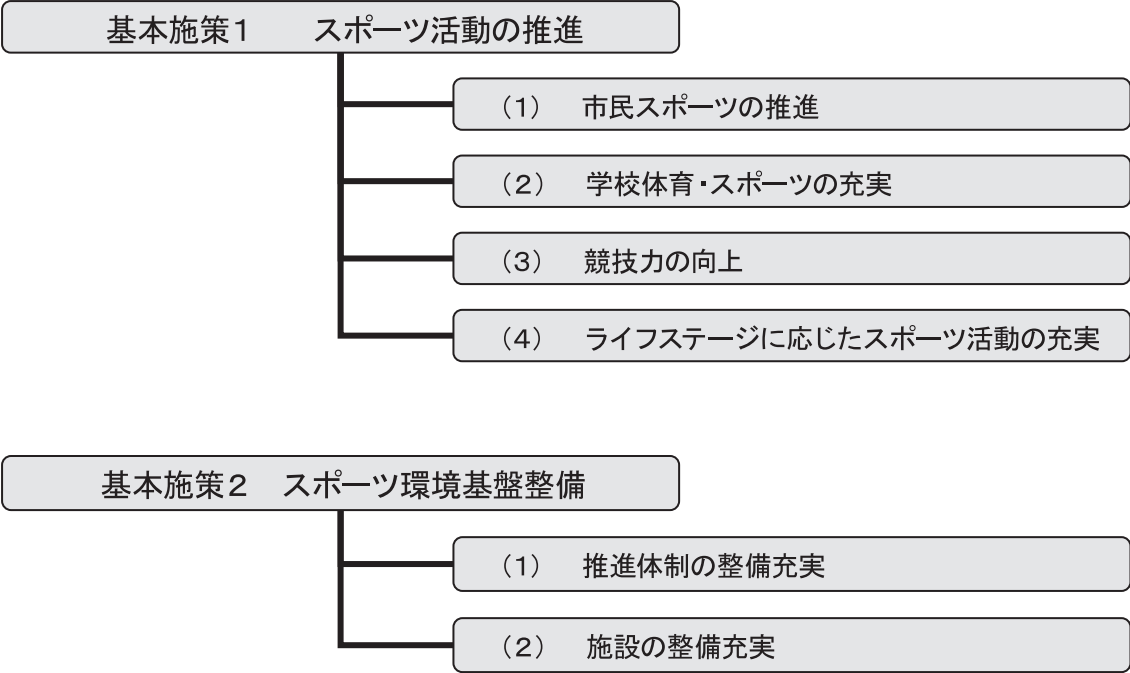 基本施策1　スポーツ活動の推進
（1）　市民スポーツの推進
（2）　学校体育・スポーツの充実
（3）　競技力の向上
（4）　ライフステージに応じたスポーツ活動の充実
基本施策2　スポーツ環境基盤整備
（1）　推進体制の整備充実
（2）　施設の整備充実